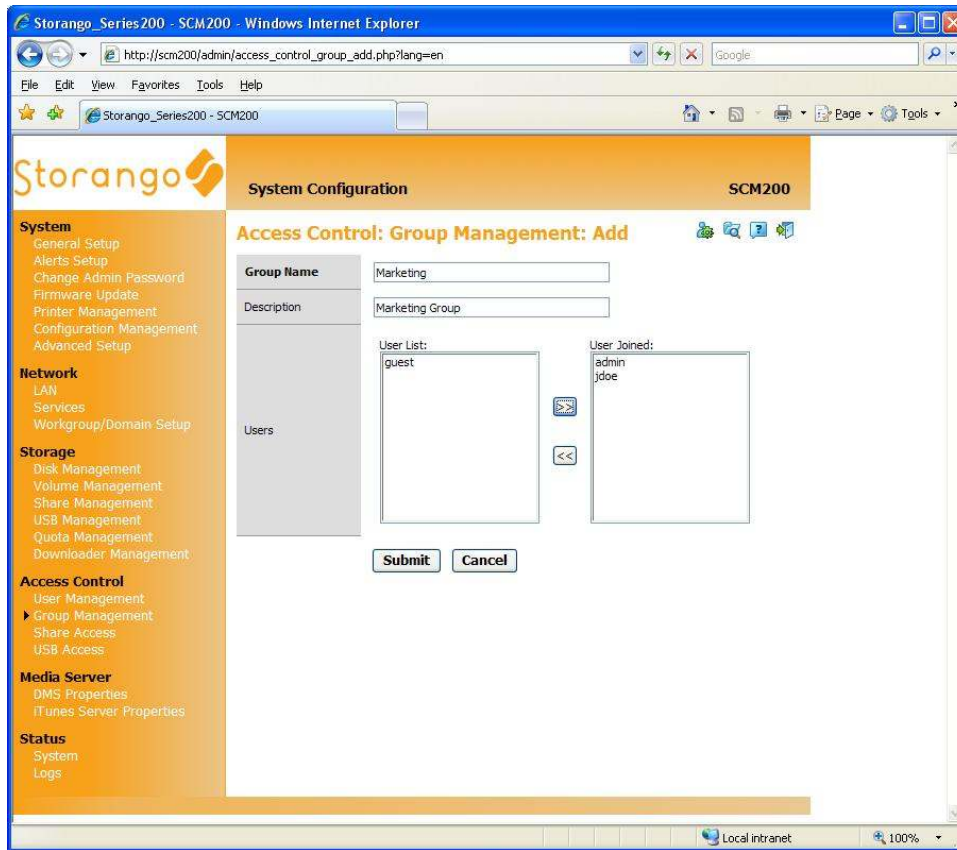 Storango_Series200 - SCM200 - Windows Internet Explorer
http://scm200/admin/access_control_group_add.php?lang=en
Google
File Edit View Favorites Tools Help
Storango_Series200 - SCM200
Page
Tools
Storango
System Configuration
SCM200
System
General Setup
Alerts Setup
Change Admin Password
Firmware Update
Printer Management
Configuration Management
Advanced Setup
Network
LAN
Services
Workgroup/Domain Setup
Storage
Disk Management
Volume Management
Share Management
USB Management
Quota Management
Downloader Management
Access Control
User Management
Group Management
Share Access
USB Access
Media Server
DMS Properties
iTunes Server Properties
Status
System
Logs
Access Control: Group Management: Add
Group Name
Marketing
Description
Marketing Group
Users
User List:
guest
>>
<<
User Joined:
admin
jdoe
Submit
Cancel
Local intranet
100%